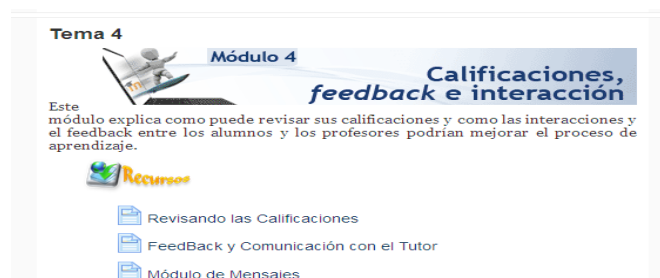 Tema 4
Módulo 4
Calificaciones,
feedback e interacción
Este
módulo explica como puede revisar sus calificaciones y como las interacciones y
el feedback entre los alumnos y los profesores podrían mejorar el proceso de
aprendizaje.
Recursos
Revisando las Calificaciones
FeedBack y Comunicación con el Tutor
Módulo de Mensajes.